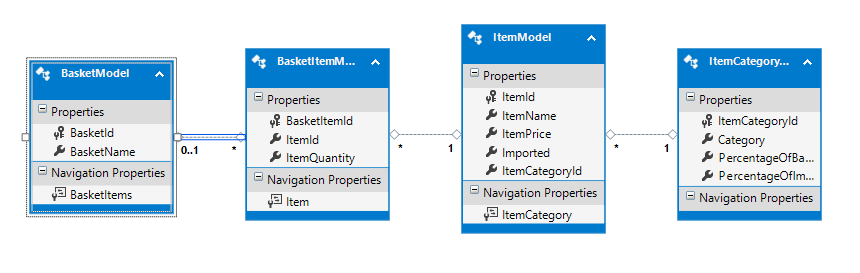 BasketModel
Properties
BasketId
BasketName
Navigation Properties
BasketItems
0..1
*
BasketItemM...
Properties
BasketItemId
ItemId
ItemQuantity
Navigation Properties
Item
*
1
ItemModel
Properties
ItemId
ItemName
ItemPrice
Imported
ItemCategoryId
Navigation Properties
ItemCategory
*
1
ItemCategory...
Properties
ItemCategoryId
Category
PercentageOfBa...
PercentageOfIm...
Navigation Properties